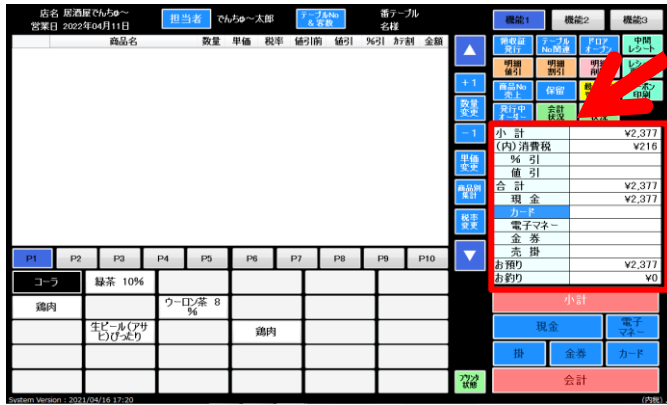 店名 居酒屋でんちゅ～
営業日 2022年04月11日
担当者
でんちゅ～太郎
テーブルNo
&客数
番テーブル
名様
機能1
機能2
機能3
商品名 数量 単価 税率 値引前 値引 %引 カテ割 金額
領収証
発行
テーブル
No関連
ドロア
オープン
中間
レシート
明細
値引
明細
割引
明
レシ
+1
商品No
売上
保留
印刷
数量
変更
発行中
オーダー
会計
状況
－1
単価
変更
商品別
集計
税率
変更
小 計 ¥2,377
(内)消費税 ¥216
% 引
値 引
合 計 ¥2,377
現 金 ¥2,377
カード
電子マネー
金 券
売 掛
お預り ¥2,377
お釣り ¥0
P1 P2 P3 P4 P5 P6 P7 P8 P9 P10
コーラ
緑茶 10%
鶏肉
ウーロン茶 8
%
生ビール(アサ
ヒ)ぴったり
鶏肉
小計
現金
電子
マネー
掛
金券
カード
プリンタ
状態
会計
System Version : 2021/04/16 17:20
(内税)